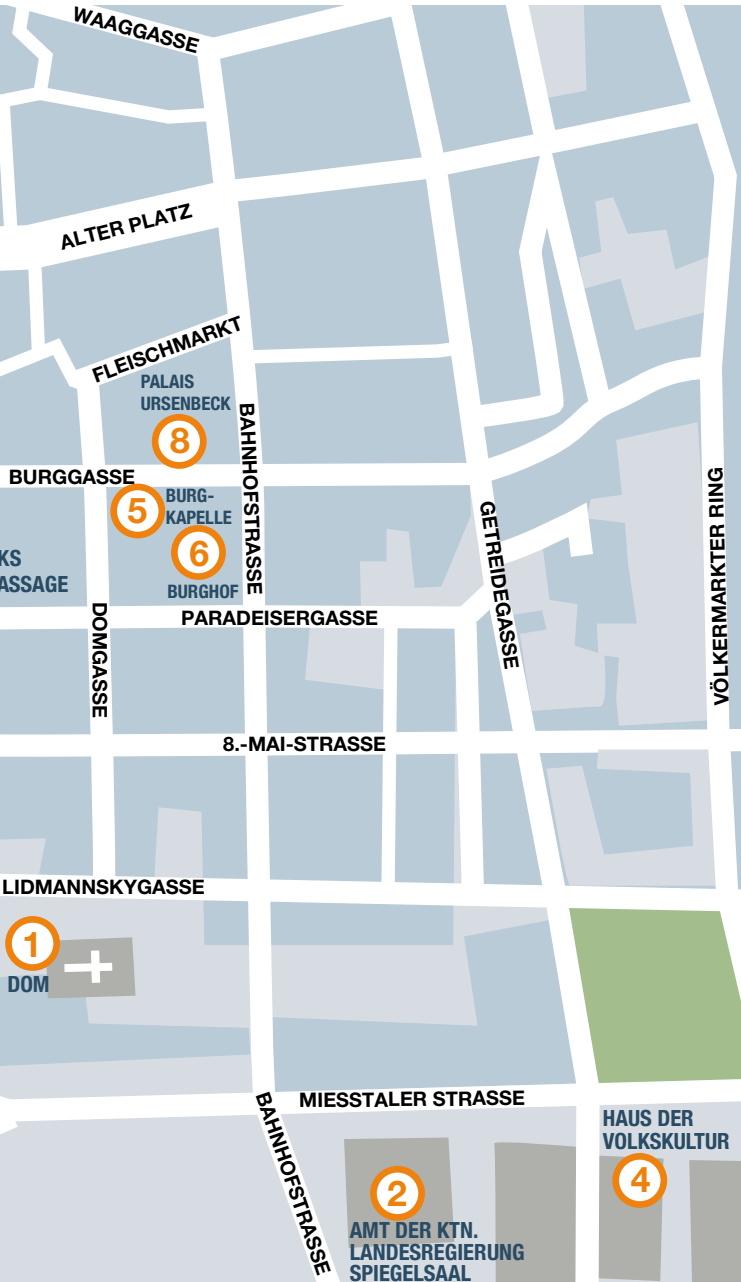 WAAGGASSE
ALTER PLATZ
FLEISCHMARKT
PALAIS
URSENBECK
8
BAHNHOFSTRASSE
BURGGASSE
5
BURG-
KAPELLE
6
BURGHOF
KS
ASSAGE
GETREIDEGASSE
VÖLKERMARKTER RING
DOMGASSE
PARADEISERGASSE
8.-MAI-STRASSE
LIDMANNSKYGASSE
1
DOM
BAHNHOFSTRASSE
MIESSTALER STRASSE
HAUS DER
VOLKSKULTUR
4
2
AMT DER KTN.
LANDESREGIERUNG
SPIEGELSAAL